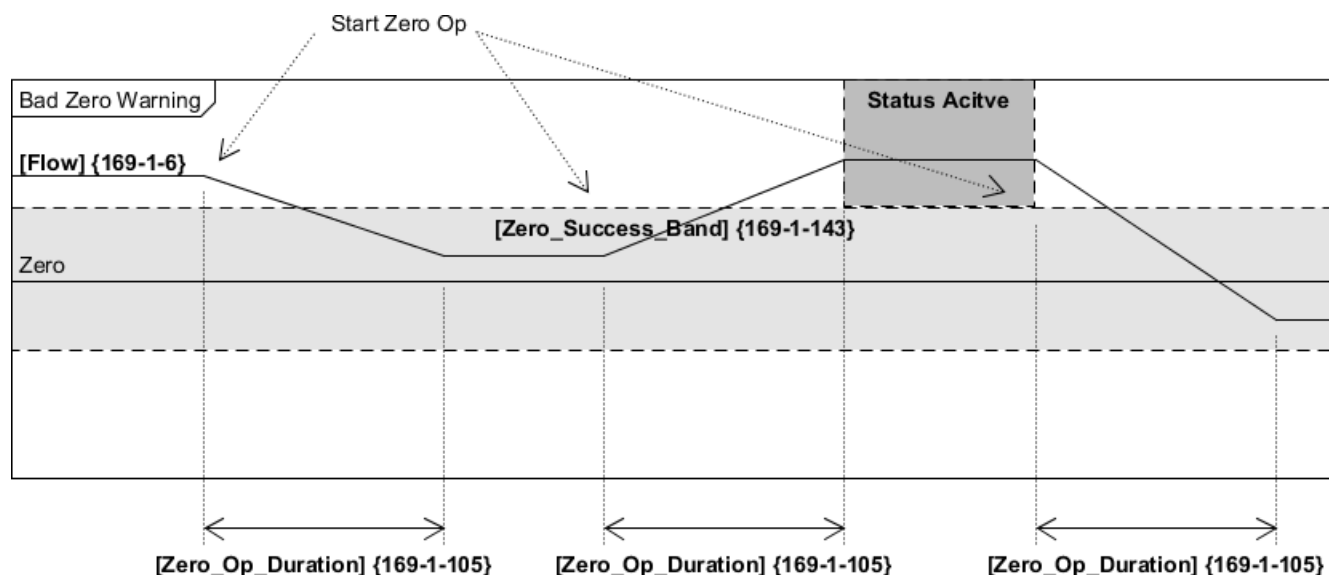 Start Zero Op
Bad Zero Warning
Status Acitve
[Flow] {169-1-6}
[Zero_Success_Band] {169-1-143}
Zero
[Zero_Op_Duration] {169-1-105}
[Zero_Op_Duration] {169-1-105}
[Zero_Op_Duration] {169-1-105}